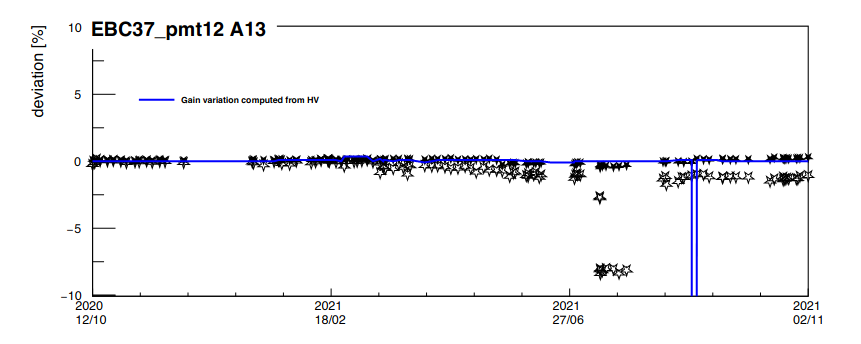 EBC37_pmt12 A13
deviation [%]
10
Gain variation computed from HV
5
0
−5
−10
2020 2021 2021 2021
12/10 18/02 27/06 02/11